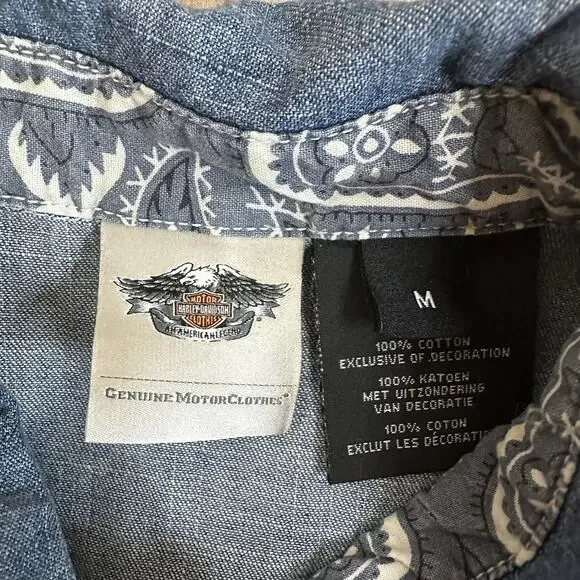 MOTOR
HARLEY-DAVIDSON
CLOTHES
AN AMERICAN LEGEND
GENUINE MOTORCLOTHES®
M
100% COTTON
EXCLUSIVE OF DECORATION
100% KATOEN
MET UITZONDERING
VAN DECORATIE
100% COTON
EXCLUT LES DÉCORATI